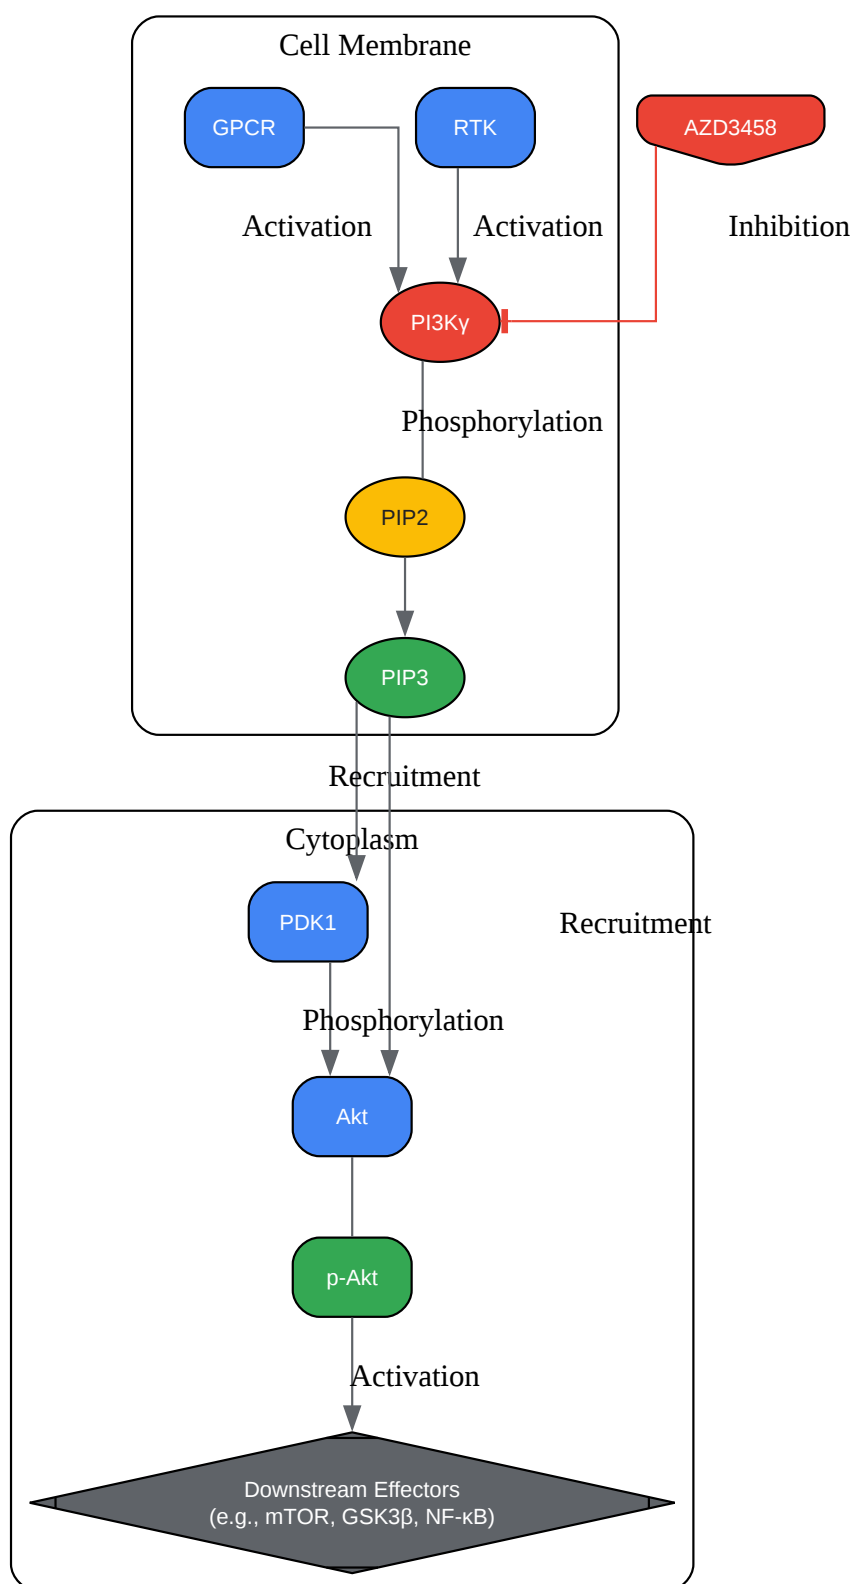 Cell Membrane
GPCR
RTK
AZD3458
Activation
Activation
Inhibition
PI3Kγ
Phosphorylation
PIP2
PIP3
Recruitment
Cytoplasm
PDK1
Recruitment
Phosphorylation
Akt
p-Akt
Activation
Downstream Effectors
(e.g., mTOR, GSK3β, NF-κB)